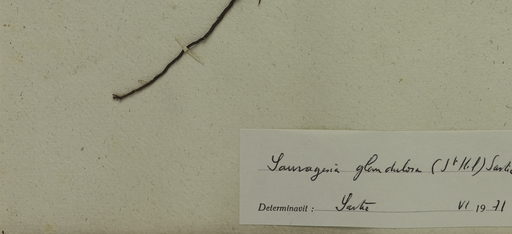 Sauvagesia glandulosa (St Hil) Sastre
Determinavit : Sastre VI 1971